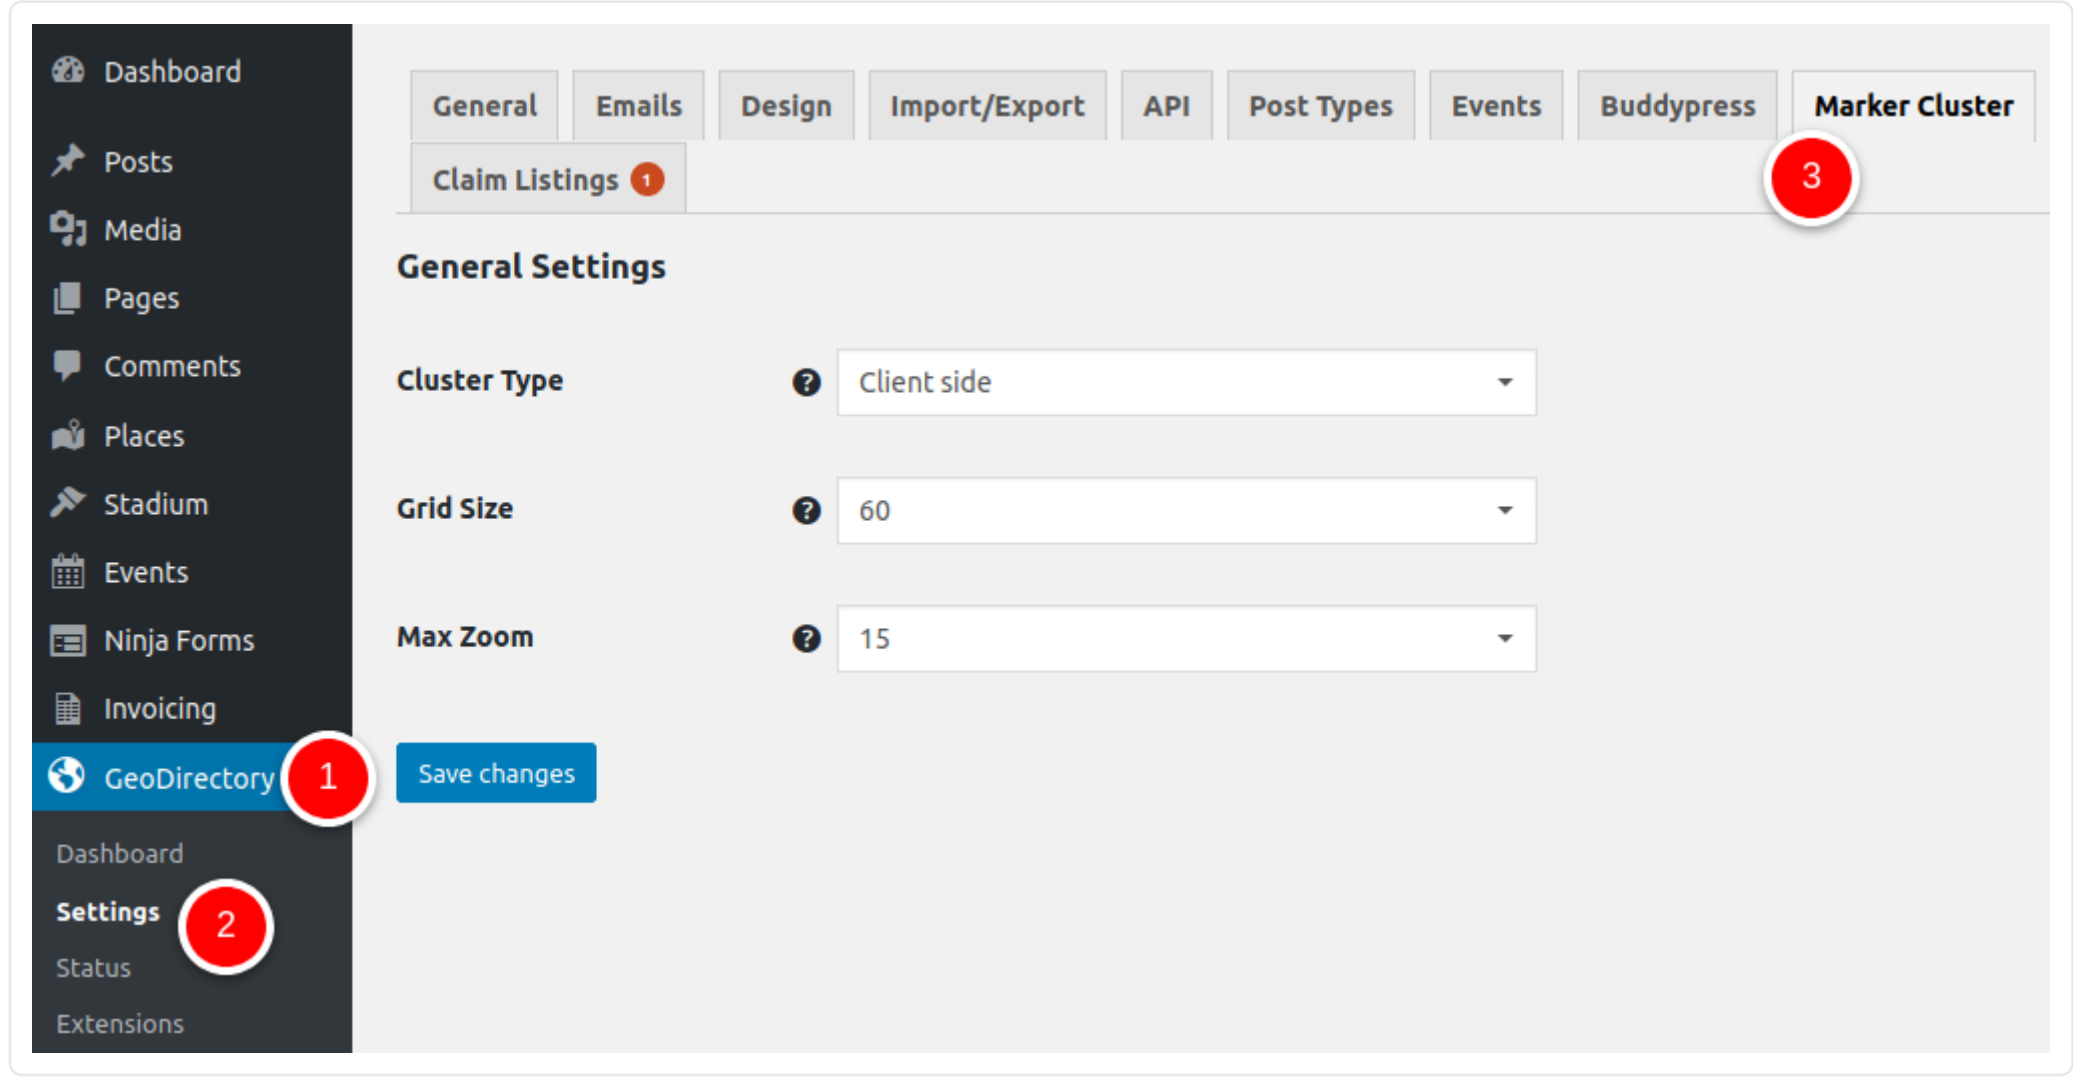 Dashboard
Posts
Media
Pages
Comments
Places
Stadium
Events
Ninja Forms
Invoicing
GeoDirectory 1
Dashboard
Settings 2
Status
Extensions
General Emails Design Import/Export API Post Types Events Buddypress Marker Cluster
Claim Listings 1 3
General Settings
Cluster Type ? Client side
Grid Size ? 60
Max Zoom ? 15
Save changes